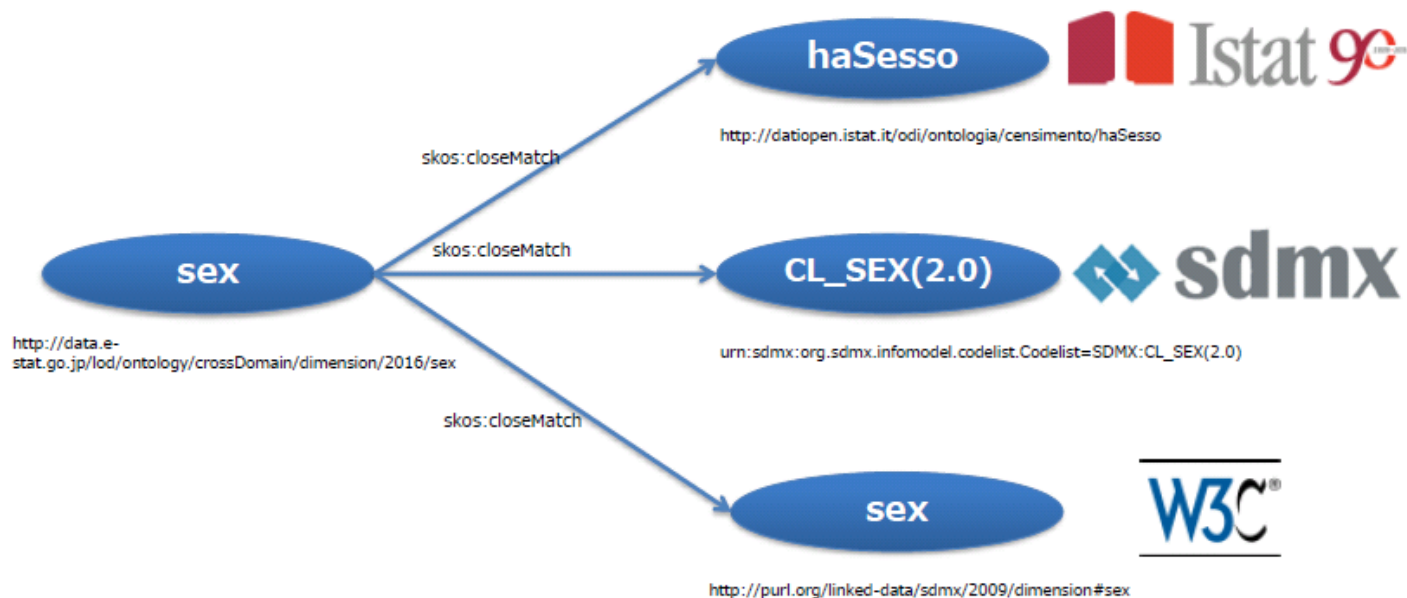 haSesso
Istat 90
http://datiopen.istat.it/odi/ontologia/censimento/haSesso
skos:closeMatch
skos:closeMatch
sex
CL_SEX(2.0)
sdmx
http://data.e-
stat.go.jp/lod/ontology/crossDomain/dimension/2016/sex
urn:sdmx:org.sdmx.infomodel.codelist.Codelist=SDMX:CL_SEX(2.0)
skos:closeMatch
sex
W3C®
http://purl.org/linked-data/sdmx/2009/dimension#sex